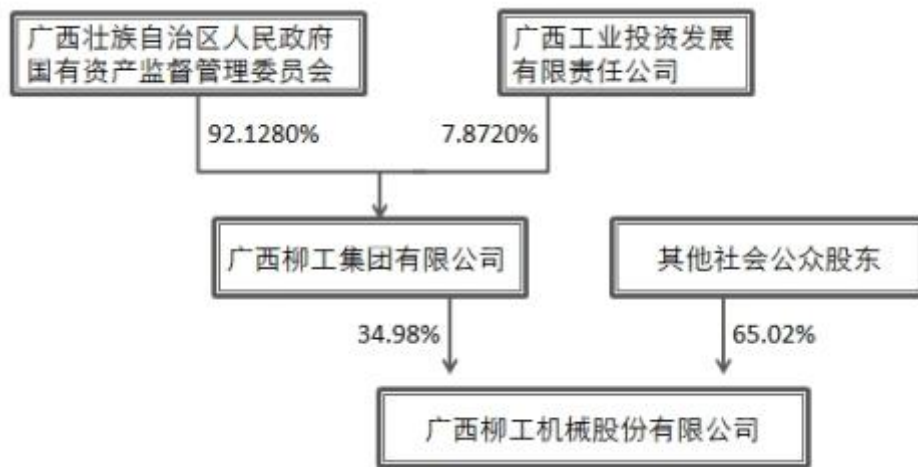 广西壮族自治区人民政府
国有资产监督管理委员会
广西工业投资发展
有限责任公司
92.1280%
7.8720%
广西柳工集团有限公司
其他社会公众股东
34.98%
65.02%
广西柳工机械股份有限公司